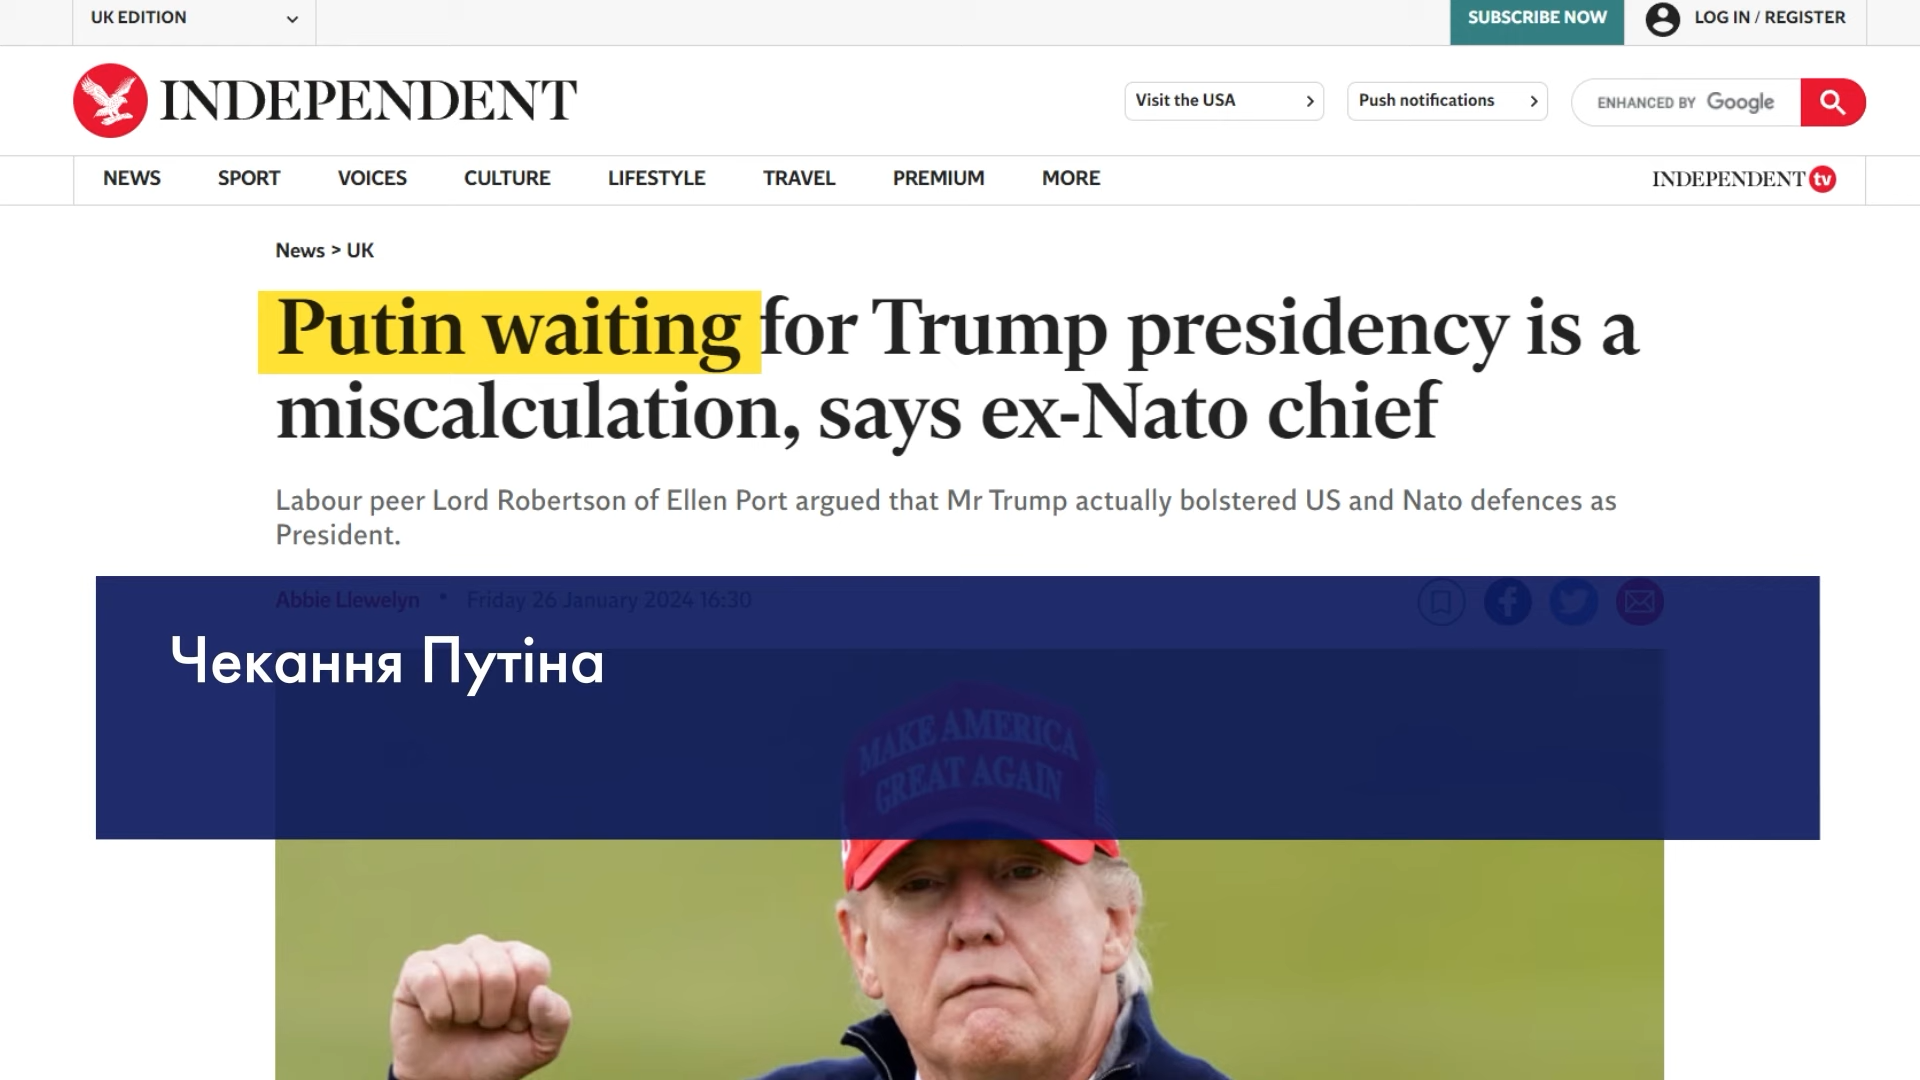 UK EDITION
SUBSCRIBE NOW
LOG IN / REGISTER
INDEPENDENT
Visit the USA
Push notifications
ENHANCED BY Google
NEWS SPORT VOICES CULTURE LIFESTYLE TRAVEL PREMIUM MORE
INDEPENDENT tv
News > UK
Putin waiting for Trump presidency is a
miscalculation, says ex-Nato chief
Labour peer Lord Robertson of Ellen Port argued that Mr Trump actually bolstered US and Nato defences as
President.
Abbie Llewelyn • Friday 26 January 2024 16:30
Чекання Путіна
MAKE AMERICA
GREAT AGAIN